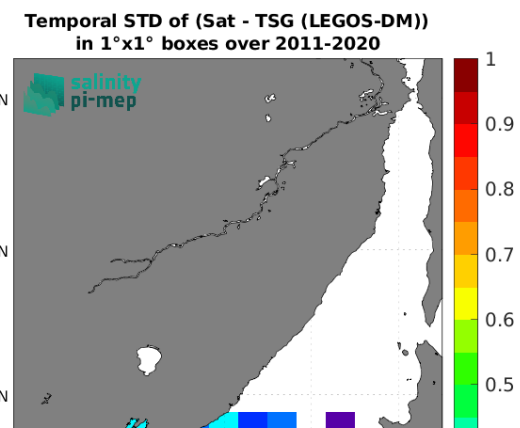 Temporal STD of (Sat - TSG (LEGOS-DM))
in 1°x1° boxes over 2011-2020
salinity
pi-mep
N
N
N
1
0.9
0.8
0.7
0.6
0.5